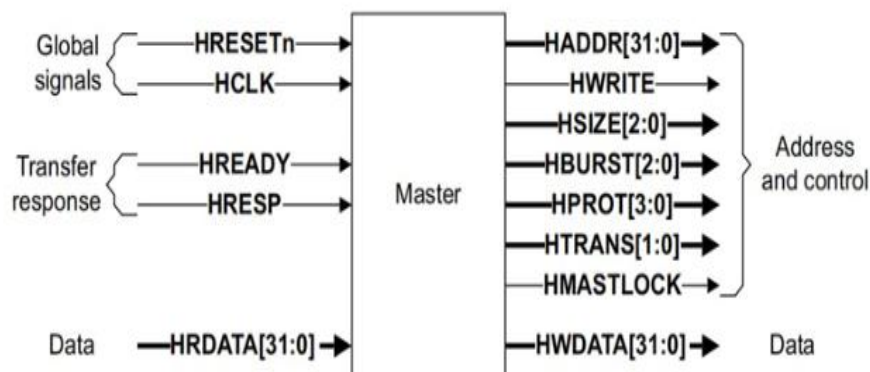 Global
signals
HRESETn
HCLK
Transfer
response
HREADY
HRESP
Data
HRDATA[31:0]
Master
HADDR[31:0]
HWRITE
HSIZE[2:0]
HBURST[2:0]
HPROT[3:0]
HTRANS[1:0]
HMASTLOCK
Address
and control
HWDATA[31:0]
Data